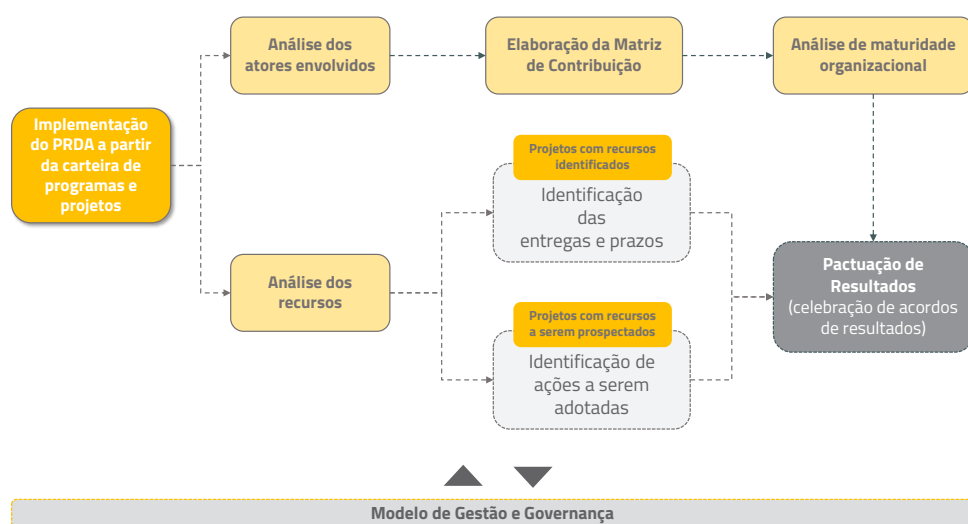 Implementação
do PRDA a partir
da carteira de
programas e
projetos
Análise dos
atores envolvidos
Elaboração da Matriz
de Contribuição
Análise de maturidade
organizacional
Análise dos
recursos
Projetos com recursos
identificados
Identificação
das
entregas e prazos
Projetos com recursos
a serem prospectados
Identificação de
ações a serem
adotadas
Pactuação de
Resultados
(celebração de acordos
de resultados)
Modelo de Gestão e Governança